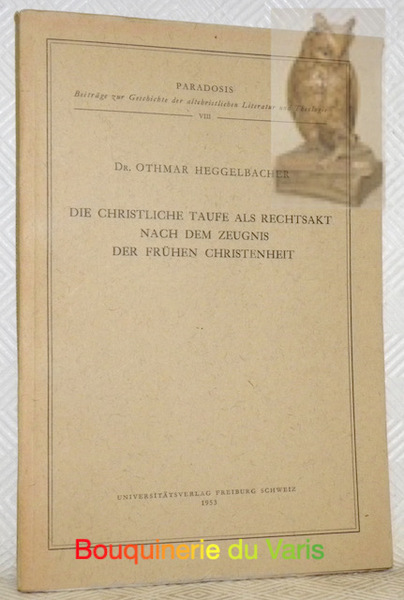 PARADOSIS
Beiträge zur Geschichte der altchristlichen Literatur und Theologie
VIII
DR. OTHMAR HEGGELBACHER
DIE CHRISTLICHE TAUFE ALS RECHTSAKT
NACH DEM ZEUGNIS
DER FRÜHEN CHRISTENHEIT
UNIVERSITÄTSVERLAG FREIBURG SCHWEIZ
1953
Bouquinerie du Varis